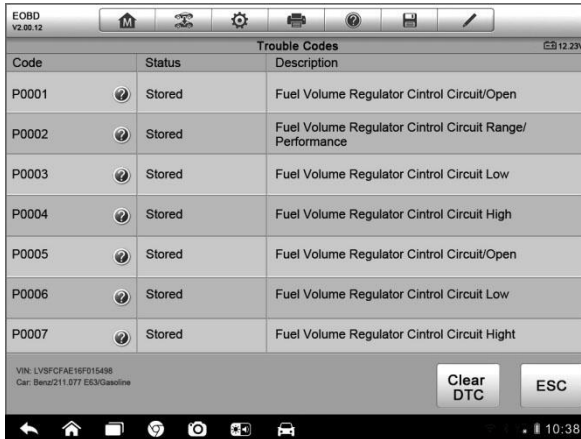 EOBD
V2.00.12
M
Trouble Codes
12.23V
Code Status Description
P0001 Stored Fuel Volume Regulator Cintrol Circuit/Open
P0002 Stored Fuel Volume Regulator Cintrol Circuit Range/
Performance
P0003 Stored Fuel Volume Regulator Cintrol Circuit Low
P0004 Stored Fuel Volume Regulator Cintrol Circuit High
P0005 Stored Fuel Volume Regulator Cintrol Circuit/Open
P0006 Stored Fuel Volume Regulator Cintrol Circuit Low
P0007 Stored Fuel Volume Regulator Cintrol Circuit Hight
VIN: LVSFCFAE16F015498
Car: Benz/211.077 E63/Gasoline
Clear
DTC
ESC
10:38